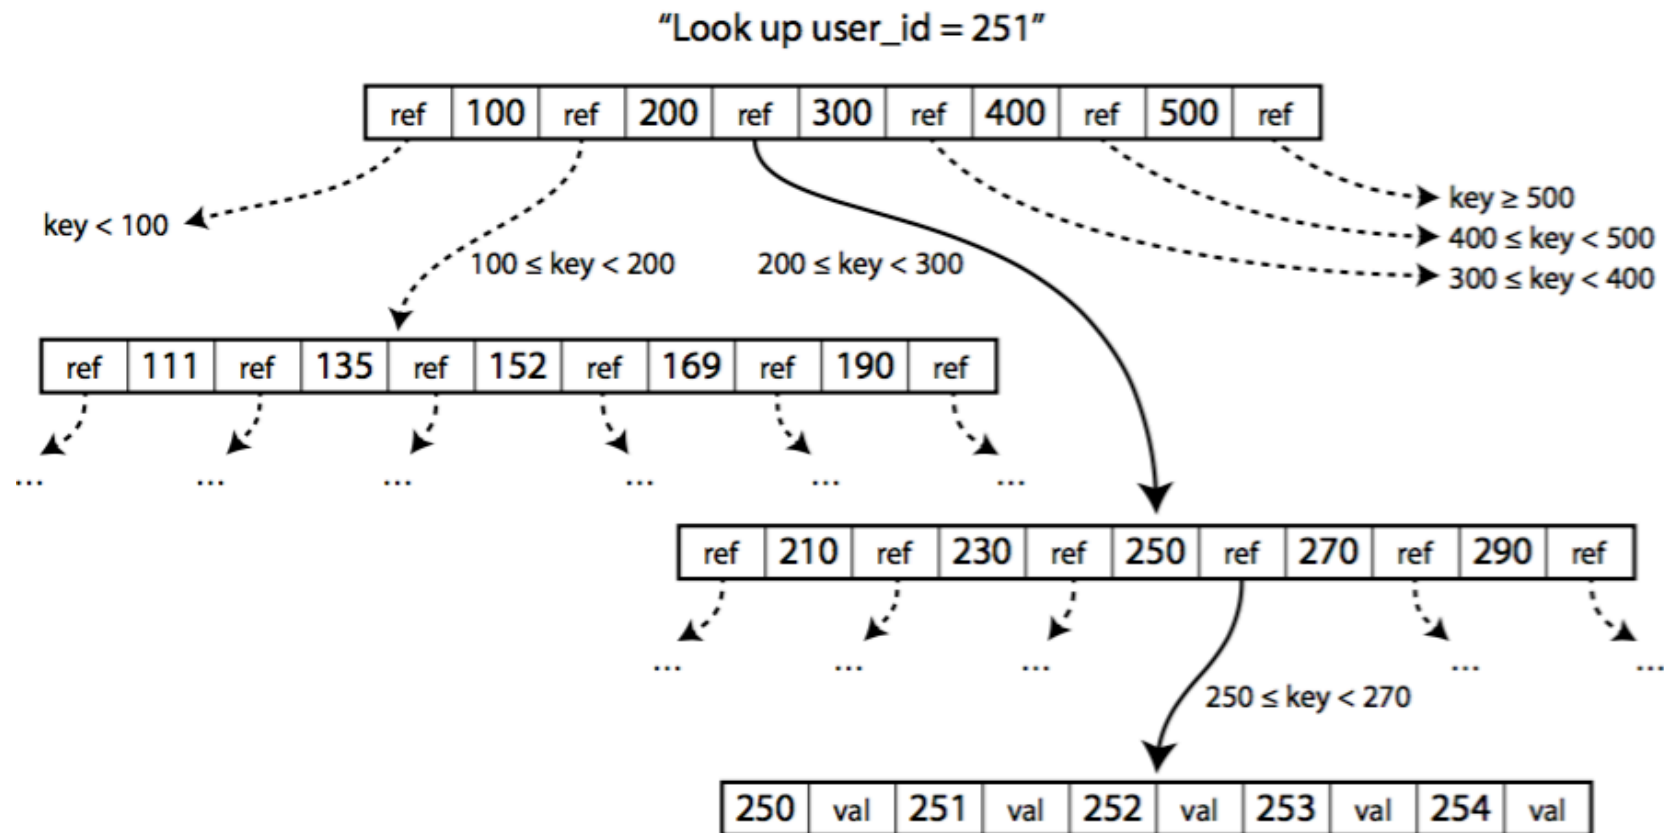 “Look up user_id = 251”
ref 100 ref 200 ref 300 ref 400 ref 500 ref
key < 100
key ≥ 500
400 ≤ key < 500
300 ≤ key < 400
100 ≤ key < 200
200 ≤ key < 300
ref 111 ref 135 ref 152 ref 169 ref 190 ref
... ... ... ... ... ...
ref 210 ref 230 ref 250 ref 270 ref 290 ref
... ... ... ... ...
250 ≤ key < 270
250 val 251 val 252 val 253 val 254 val